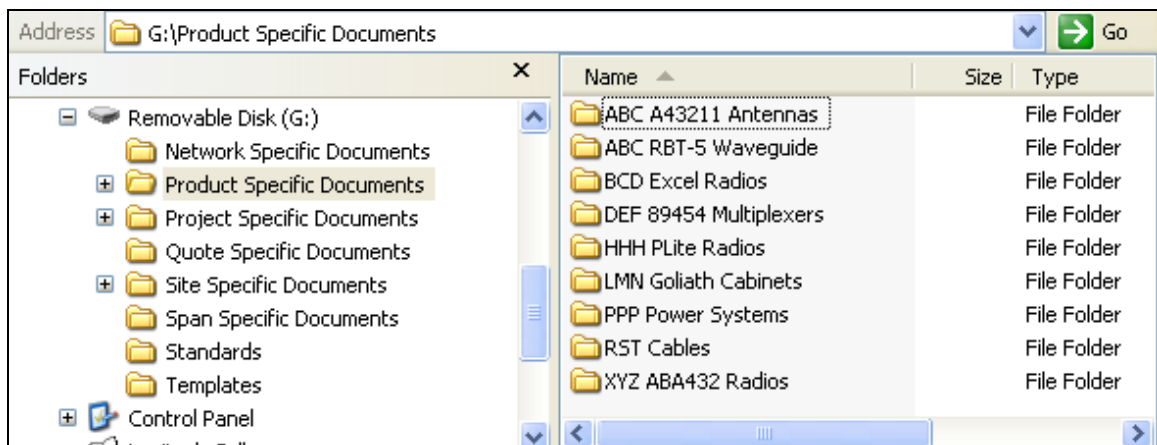 Address G:\Product Specific Documents Go
Folders
Removable Disk (G:)
Network Specific Documents
Product Specific Documents
Project Specific Documents
Quote Specific Documents
Site Specific Documents
Span Specific Documents
Standards
Templates
Control Panel
Name Size Type
ABC A43211 Antennas File Folder
ABC RBT-5 Waveguide File Folder
BCD Excel Radios File Folder
DEF 89454 Multiplexers File Folder
HHH PLite Radios File Folder
LMN Goliath Cabinets File Folder
PPP Power Systems File Folder
RST Cables File Folder
XYZ ABA432 Radios File Folder